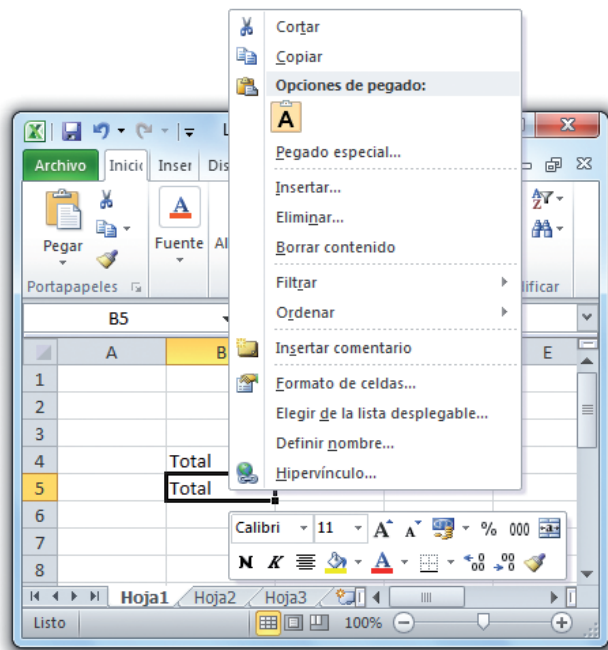 Cortar
Copiar
Opciones de pegado:
A
Pegado especial...
Insertar...
Eliminar...
Borrar contenido
Filtrar
Ordenar
Insertar comentario
Formato de celdas...
Elegir de la lista desplegable...
Definir nombre...
Hipervínculo...
Archivo Inicio Inser Dis
Pegar Fuente Al
Portapapeles
B5
A B E
1
2
3
4 Total
5 Total
6
7
8
Calibri 11 A A % 000
N K A
Hoja1 Hoja2 Hoja3
Listo 100%